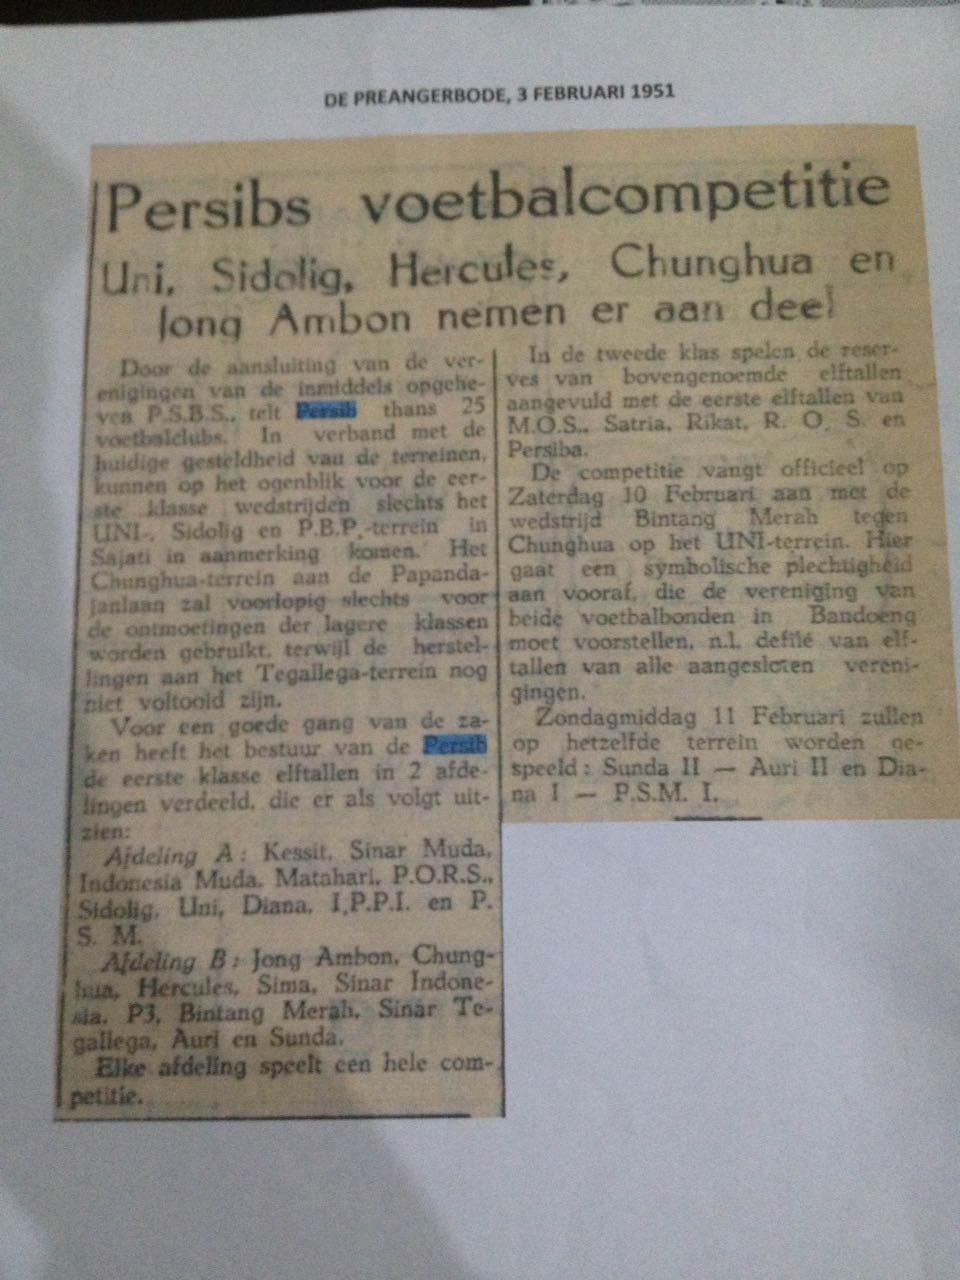 DE PREANGERBODE, 3 FEBRUARI 1951
Persibs voetbalcompetitie
Uni, Sidolig, Hercules, Chunghua en
Jong Ambon nemen er aan deel
Door de aansluiting van de ver-
enigingen van de inmiddels opgehe-
ven P.S.B.S., telt Persib thans 25
voetbalclubs. In verband met de
huidige gesteldheid van de terreinen,
kunnen op het ogenblik voor de eer-
ste klasse wedstrijden slechts het
UNI-, Sidolig en P.B.P.-terrein in
Sajati in aanmerking komen. Het
Chunghua-terrein aan de Papanda-
janlaan zal voorlopig slechts voor
de ontmoetingen der lagere klassen
worden gebruikt, terwijl de herstel-
lingen aan het Tegallega-terrein nog
niet voltooid zijn.
Voor een goede gang van de za-
ken heeft het bestuur van de Persib
de eerste klasse elftallen in 2 afde-
lingen verdeeld, die er als volgt uit-
zien:
Afdeling A: Kessit, Sinar Muda,
Indonesia Muda, Matahari, P.O.R.S.,
Sidolig, Uni, Diana, I.P.P.I. en P.
S. M.
Afdeling B: Jong Ambon, Chung-
hua, Hercules, Sima, Sinar Indone-
sia, P3, Bintang Merah, Sinar Te-
gallega, Auri en Sunda.
Elke afdeling speelt een hele com-
petitie.
In de tweede klas spelen de reser-
ves van bovengenoemde elftallen
aangevuld met de eerste elftallen van
M.O.S., Satria, Rikat, R. O. S. en
Persiba.
De competitie vangt officieel op
Zaterdag 10 Februari aan met de
wedstrijd Bintang Merah tegen
Chunghua op het UNI-terrein. Hier
gaat een symbolische plechtigheid
aan vooraf, die de vereniging van
beide voetbalbonden in Bandoeng
moet voorstellen, n.l. defilé van elf-
tallen van alle aangesloten vereni-
gingen.
Zondagmiddag 11 Februari zullen
op hetzelfde terrein worden ge-
speeld: Sunda II — Auri II en Dia-
na I — P.S.M. I.